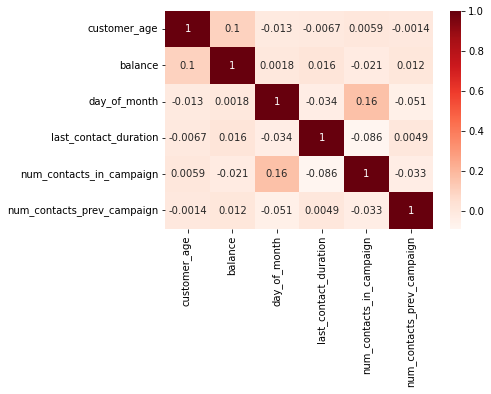 customer_age 1 0.1 -0.013 -0.0067 0.0059 -0.0014
balance 0.1 1 0.0018 0.016 -0.021 0.012
day_of_month -0.013 0.0018 1 -0.034 0.16 -0.051
last_contact_duration -0.0067 0.016 -0.034 1 -0.086 0.0049
num_contacts_in_campaign 0.0059 -0.021 0.16 -0.086 1 -0.033
num_contacts_prev_campaign -0.0014 0.012 -0.051 0.0049 -0.033 1
customer_age
balance
day_of_month
last_contact_duration
num_contacts_in_campaign
num_contacts_prev_campaign
1.0
0.8
0.6
0.4
0.2
0.0